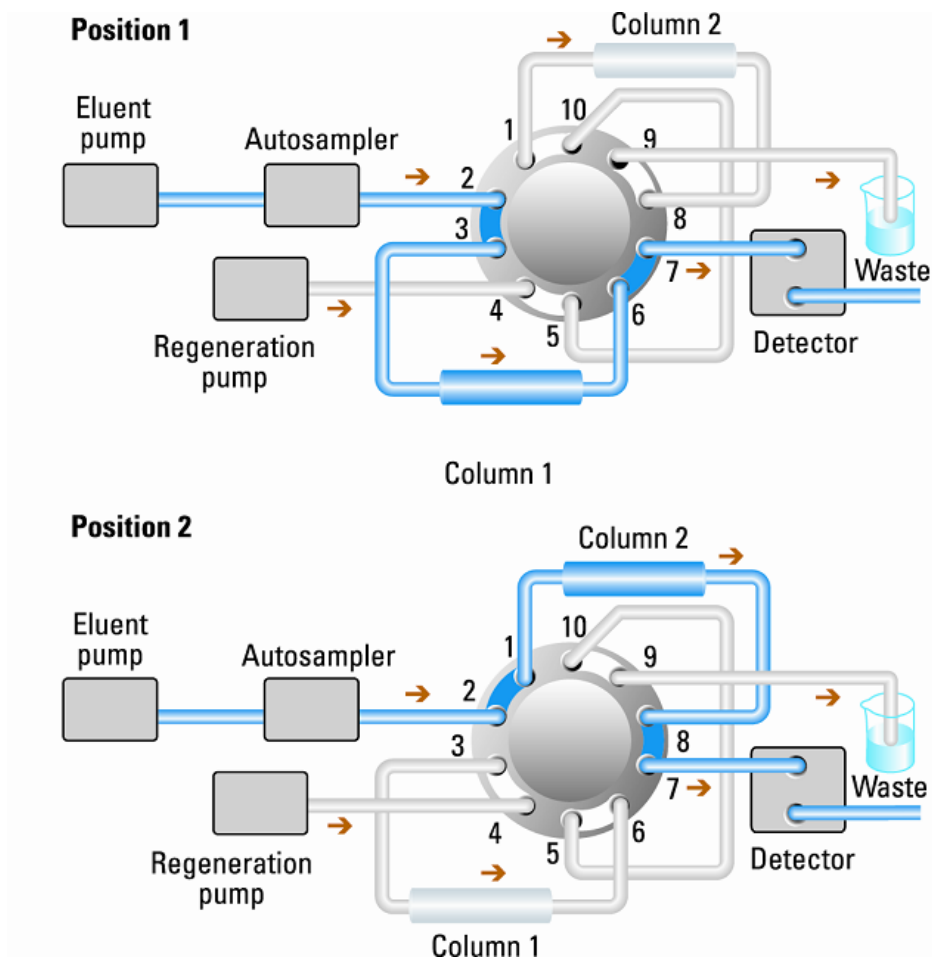 Position 1
Column 2
Eluent
pump
Autosampler
1
10
9
2
3
8
7
4
5
6
Waste
Regeneration
pump
Detector
Column 1
Position 2
Column 2
Eluent
pump
Autosampler
1
10
9
2
3
8
7
4
5
6
Waste
Regeneration
pump
Detector
Column 1